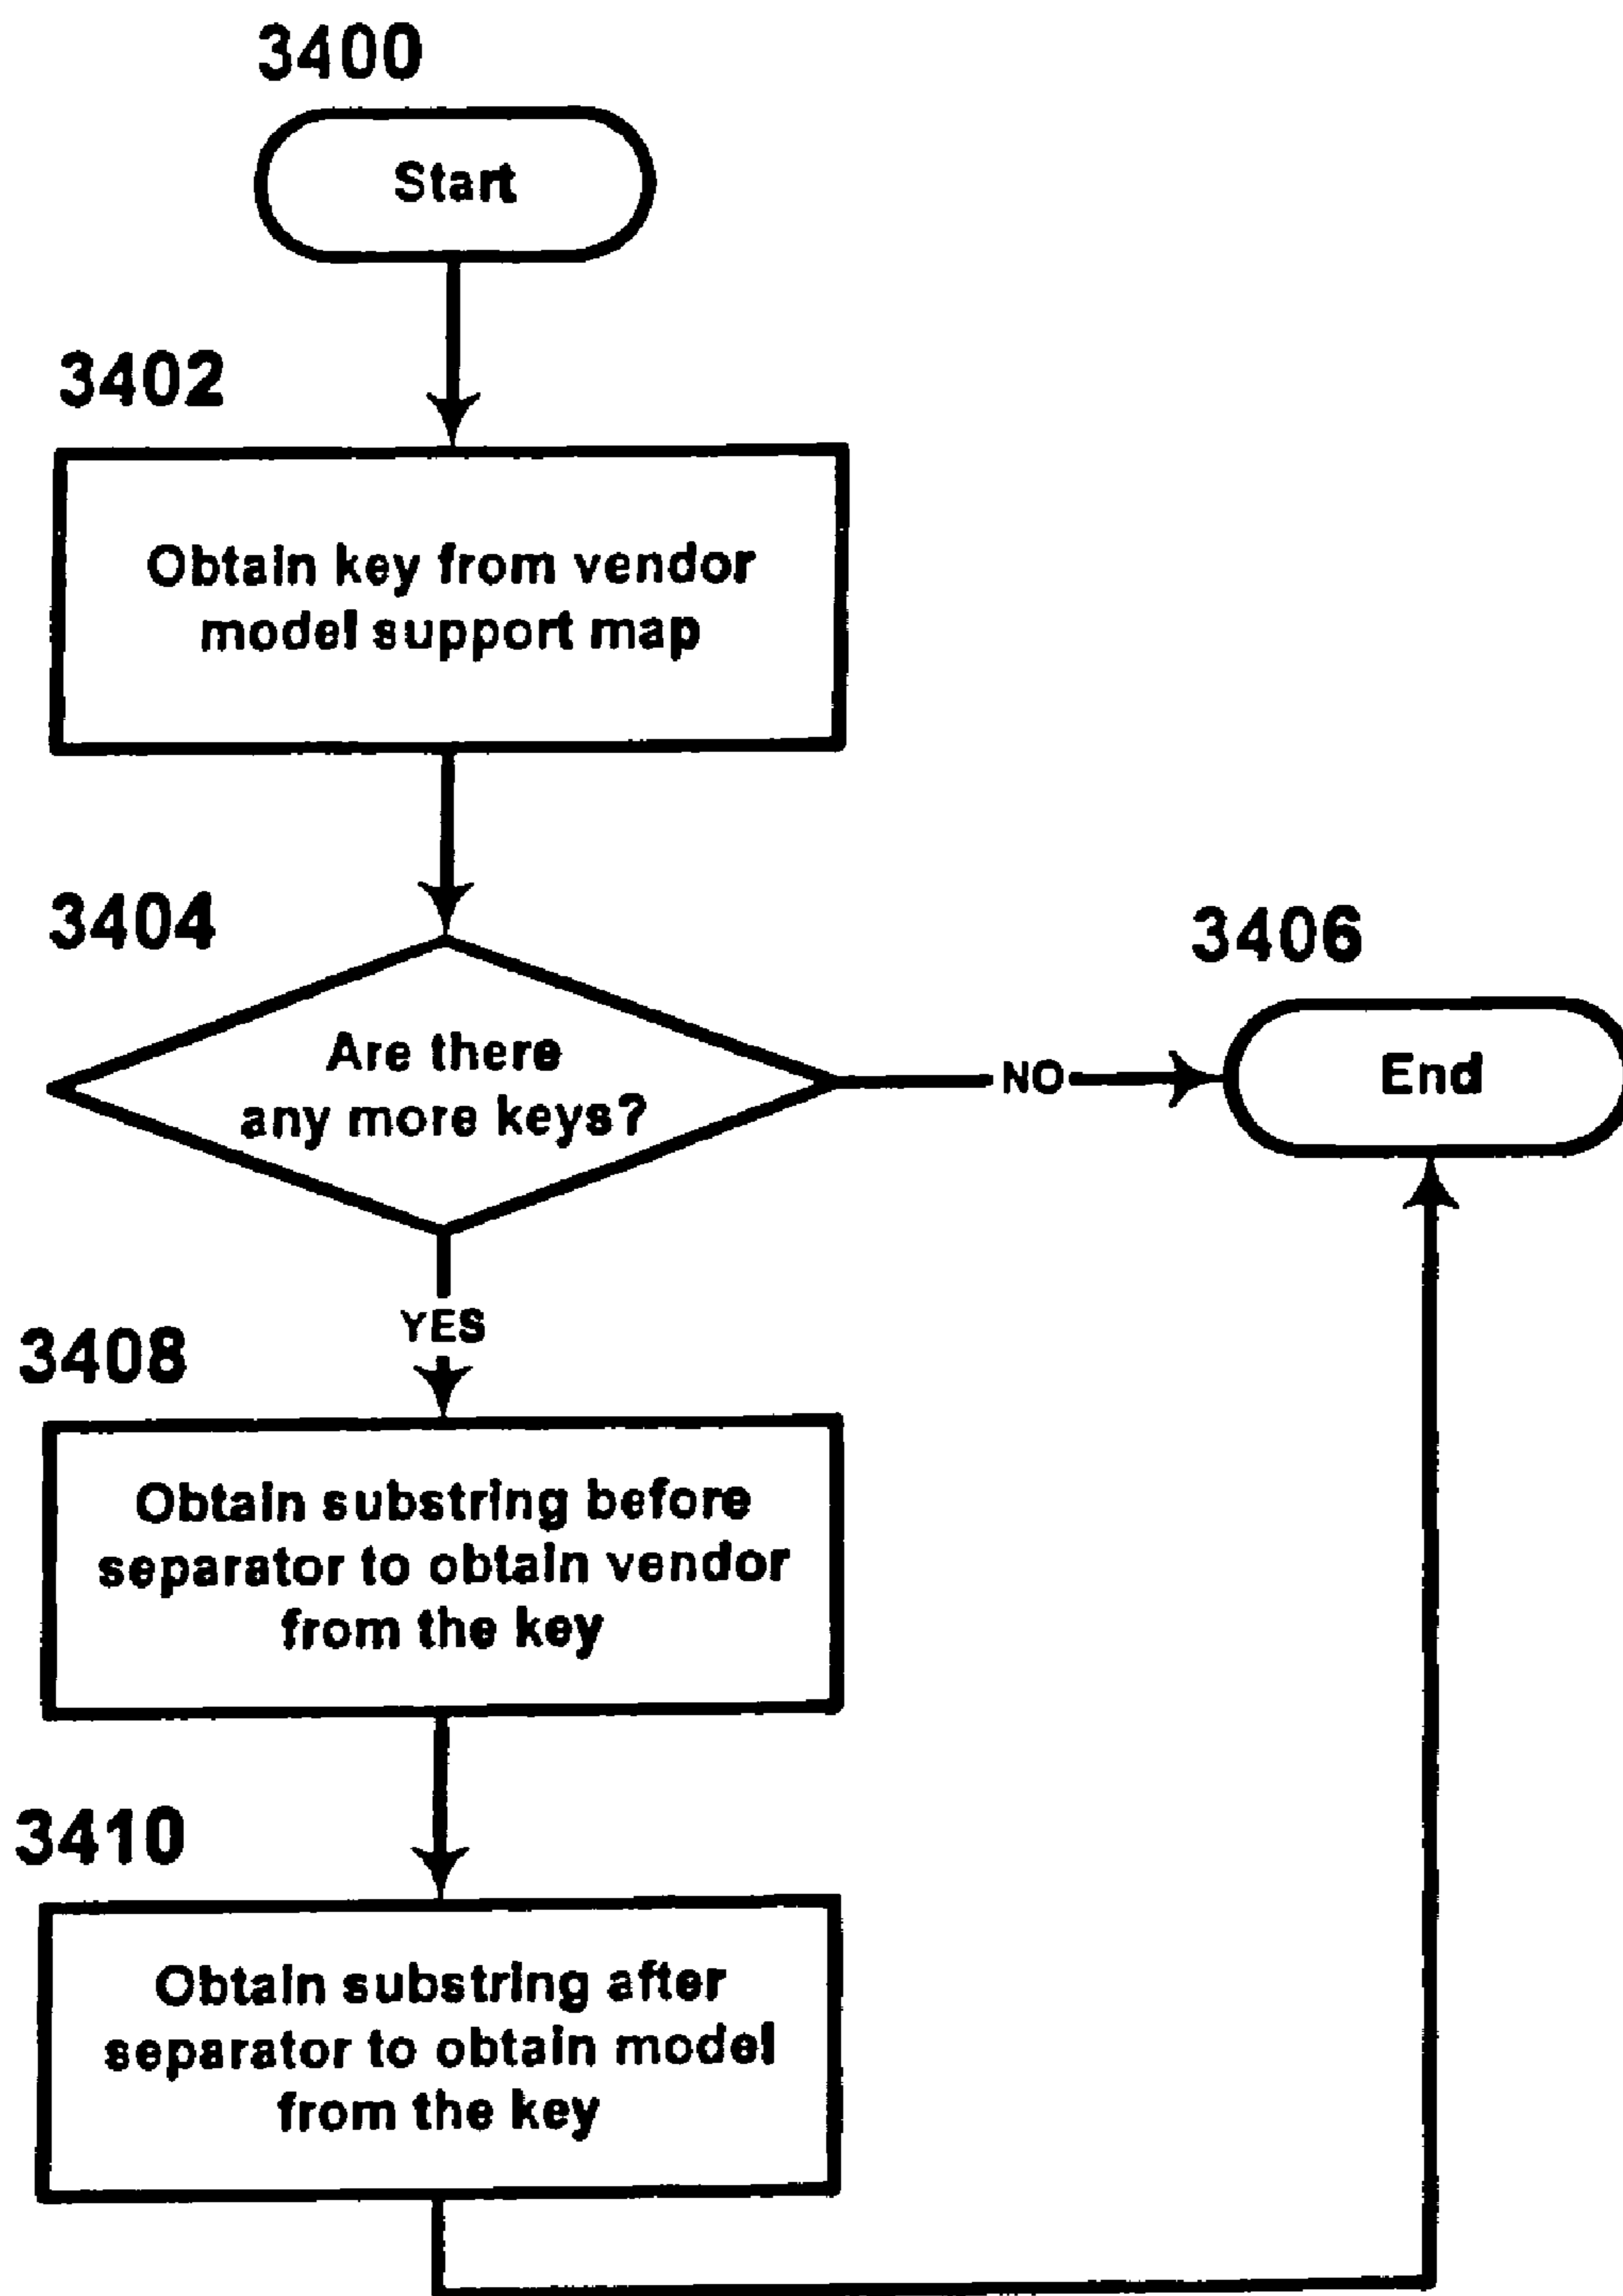 3400
Start
3402
Obtain key from vendor
model support map
3404
Are there
any more keys?
NO
3406
End
YES
3408
Obtain substring before
separator to obtain vendor
from the key
3410
Obtain substring after
separator to obtain model
from the key